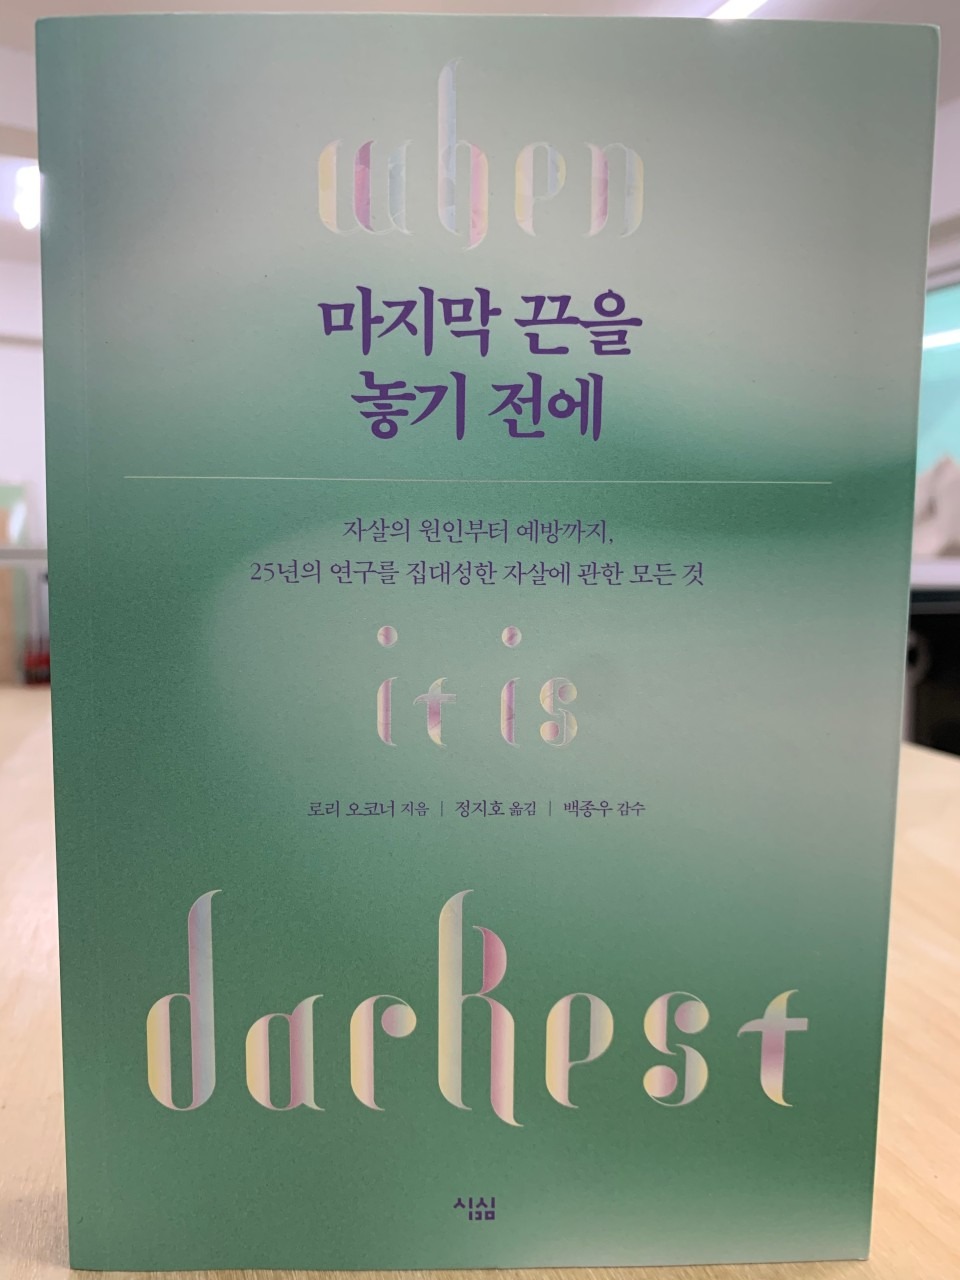 when
마지막 끈을
놓기 전에
자살의 원인부터 예방까지,
25년의 연구를 집대성한 자살에 관한 모든 것
it is
로리 오코너 지음 | 정지호 옮김 | 백종우 감수
darkest
심심